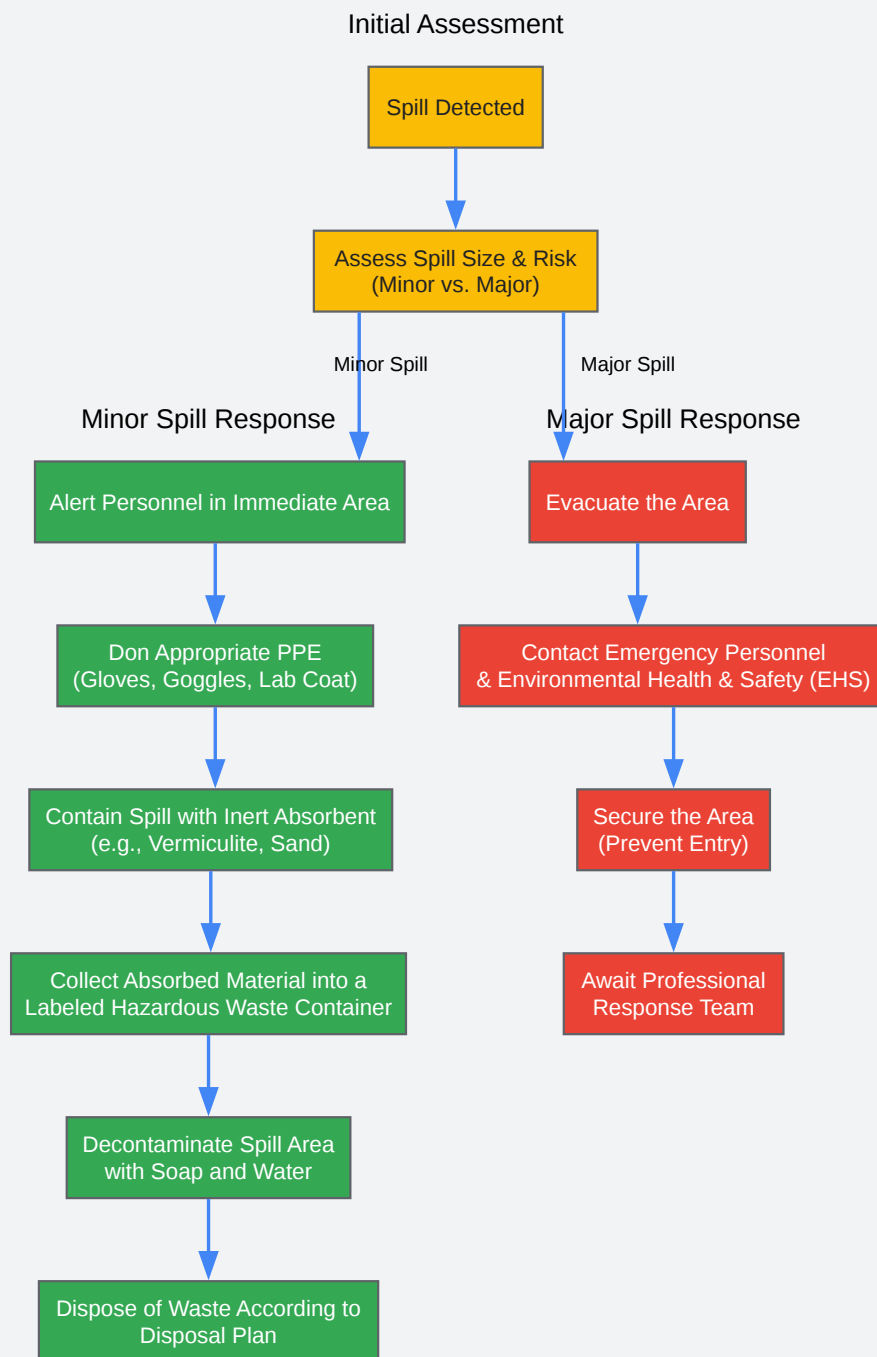 Initial Assessment
Spill Detected
Assess Spill Size & Risk
(Minor vs. Major)
Minor Spill
Major Spill
Minor Spill Response
Alert Personnel in Immediate Area
Don Appropriate PPE
(Gloves, Goggles, Lab Coat)
Contain Spill with Inert Absorbent
(e.g., Vermiculite, Sand)
Collect Absorbed Material into a
Labeled Hazardous Waste Container
Decontaminate Spill Area
with Soap and Water
Dispose of Waste According to
Disposal Plan
Major Spill Response
Evacuate the Area
Contact Emergency Personnel
& Environmental Health & Safety (EHS)
Secure the Area
(Prevent Entry)
Await Professional
Response Team